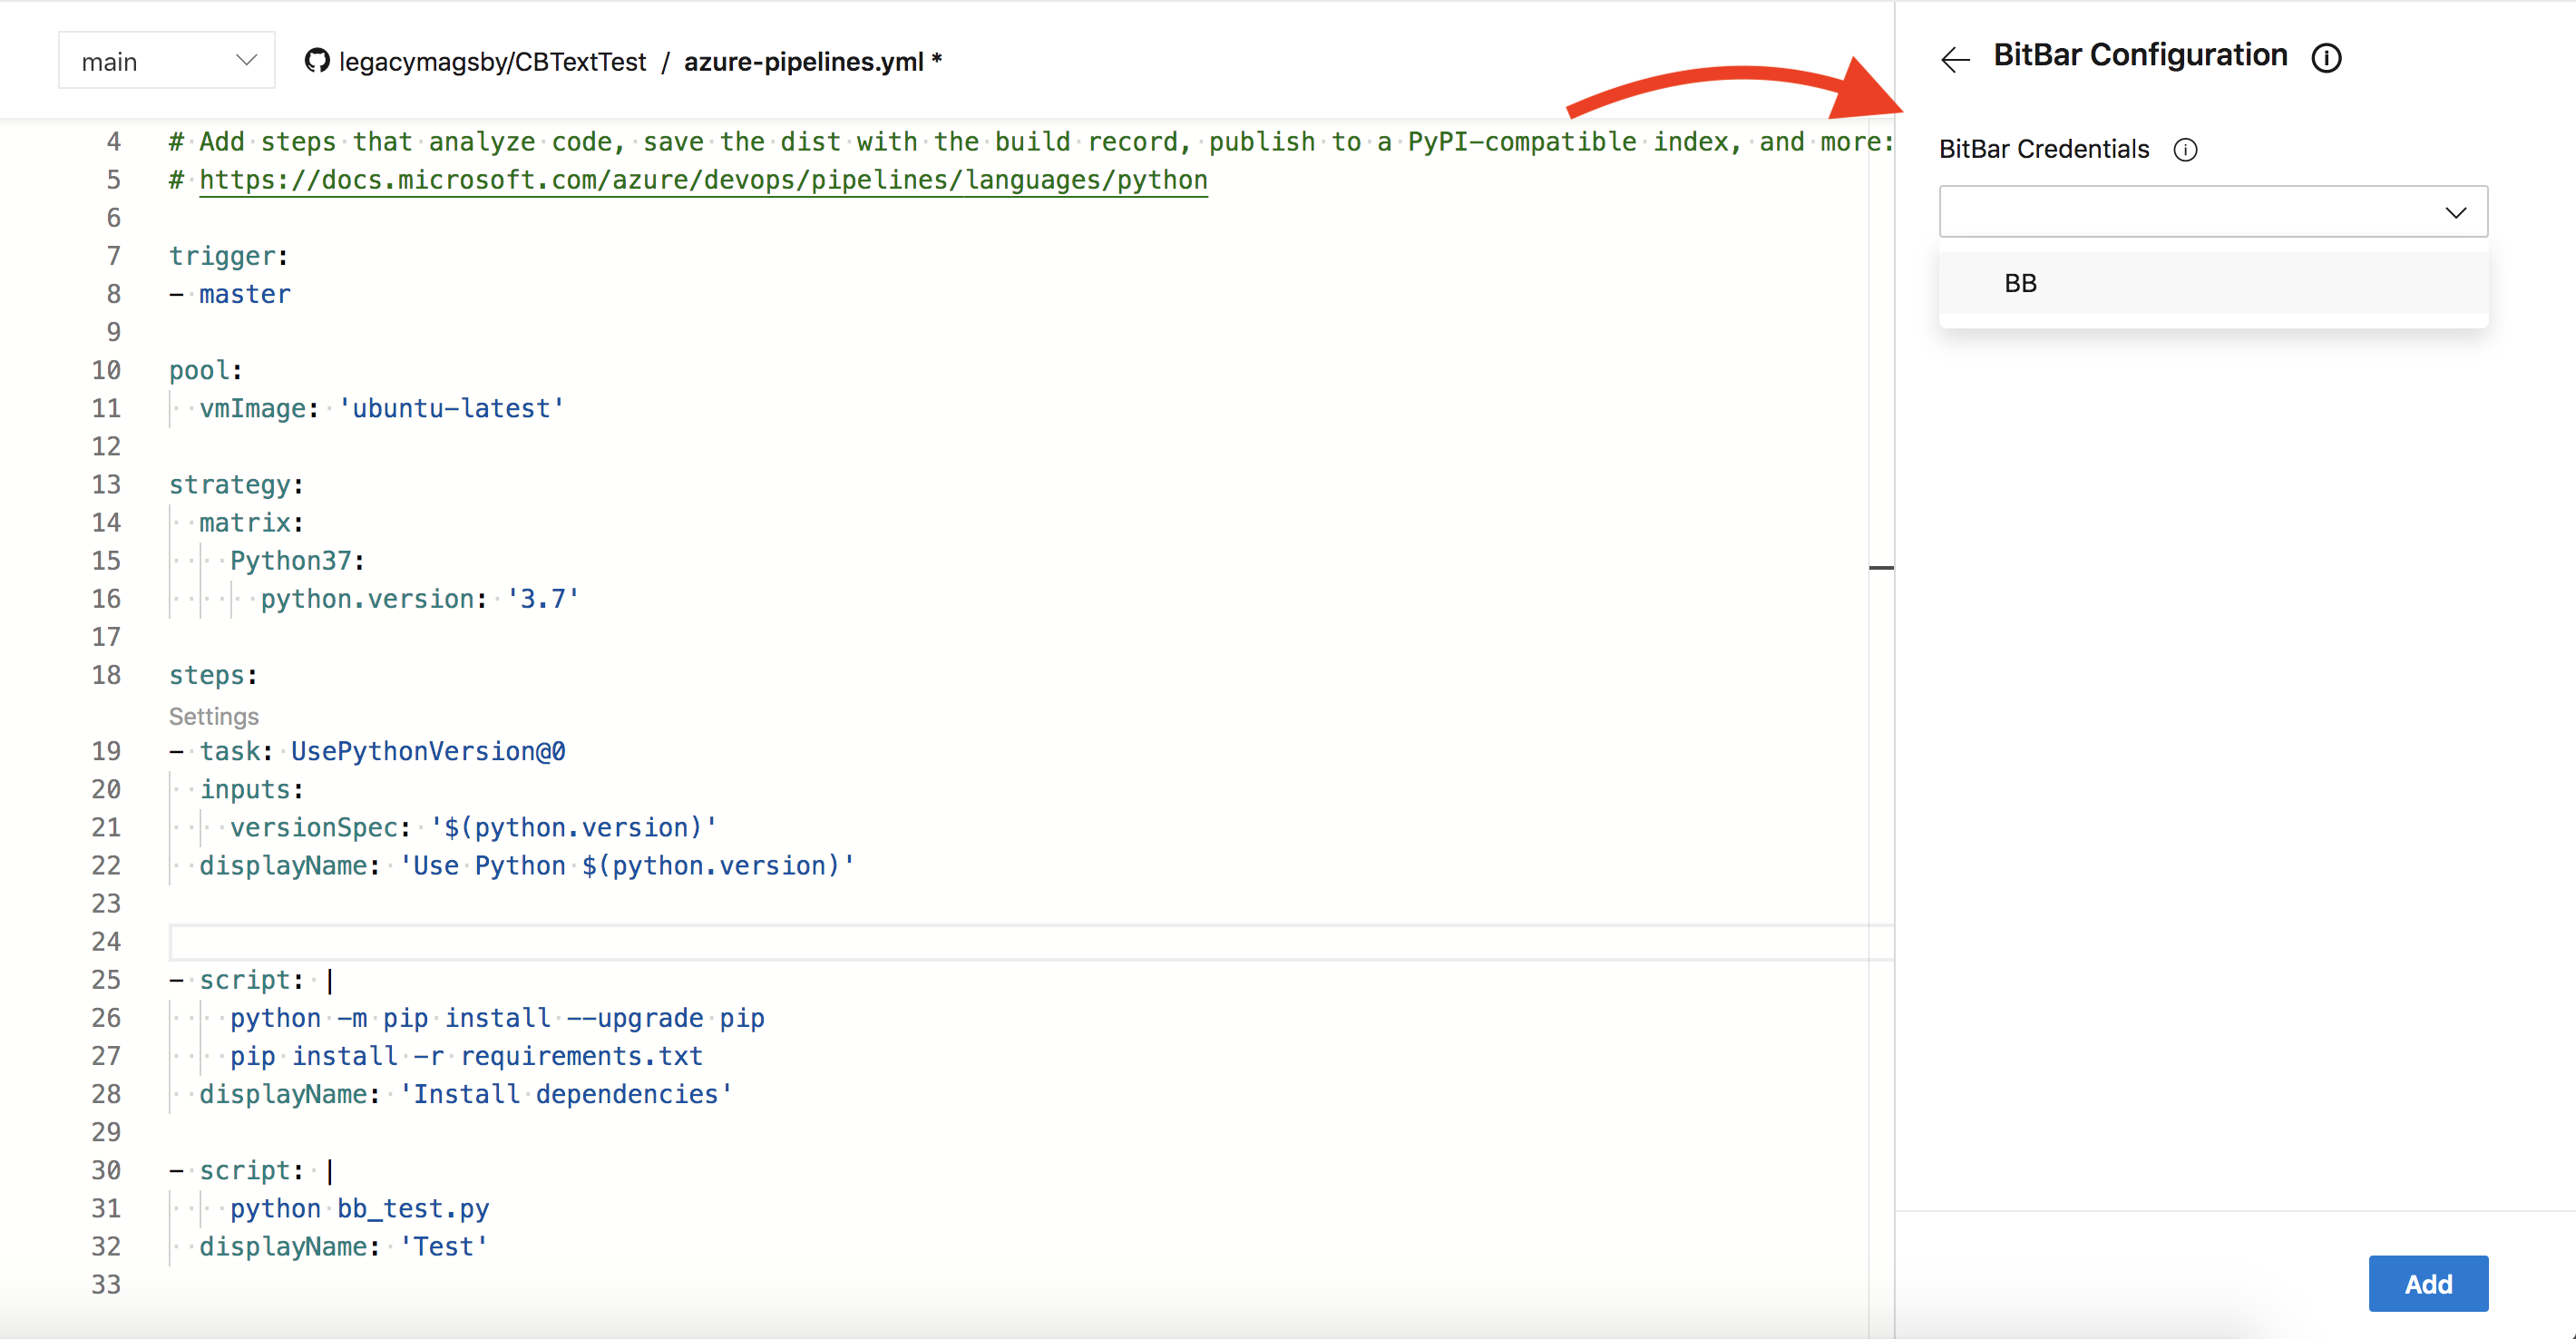 main
legacymagsby/CBTextTest / azure-pipelines.yml *
4 # Add steps that analyze code, save the dist with the build record, publish to a PyPI-compatible index, and more:
5 # https://docs.microsoft.com/azure/devops/pipelines/languages/python
6
7 trigger:
8 - master
9
10 pool:
11 vmImage: 'ubuntu-latest'
12
13 strategy:
14 matrix:
15 Python37:
16 python.version: '3.7'
17
18 steps:
Settings
19 - task: UsePythonVersion@0
20 inputs:
21 versionSpec: '$(python.version)'
22 displayName: 'Use Python $(python.version)'
23
24
25 - script: |
26 python -m pip install --upgrade pip
27 pip install -r requirements.txt
28 displayName: 'Install dependencies'
29
30 - script: |
31 python bb_test.py
32 displayName: 'Test'
33
BitBar Configuration
BitBar Credentials
BB
Add